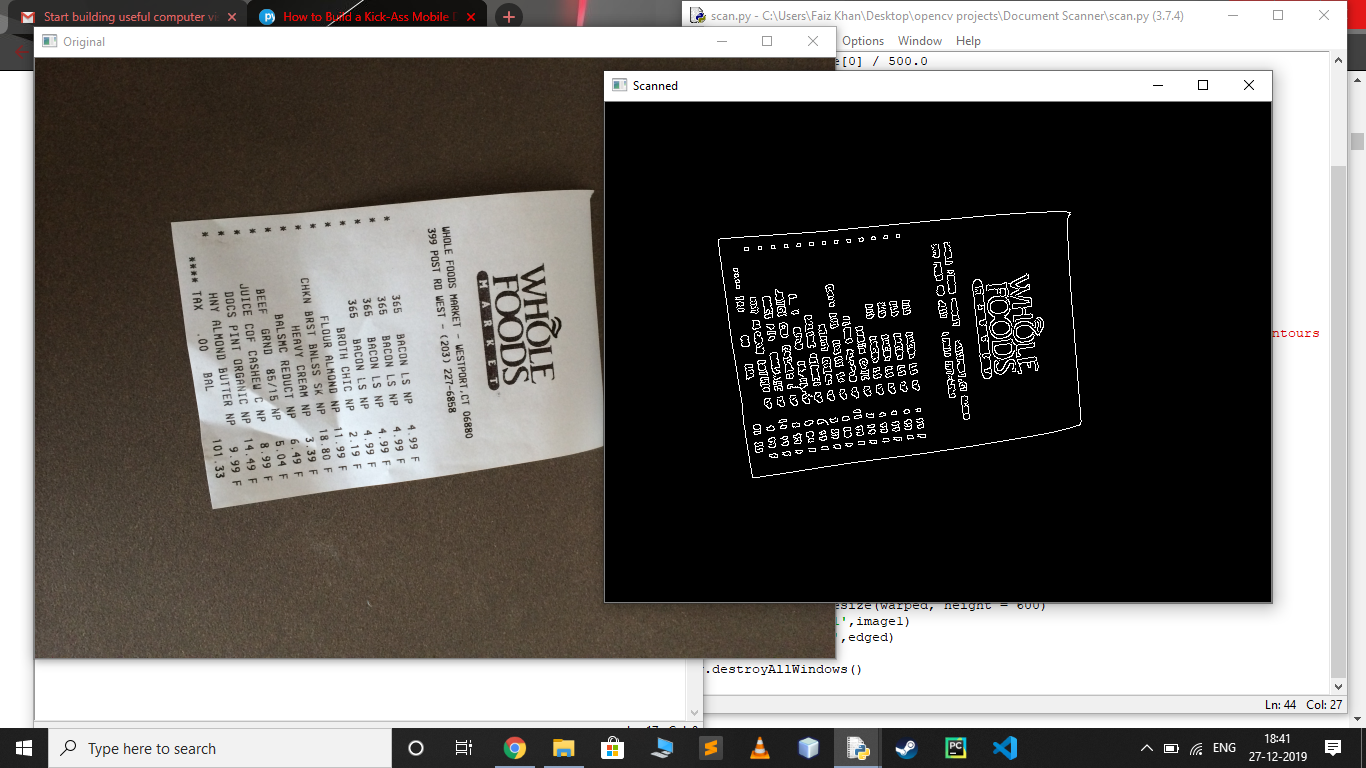 Start building useful computer vi
How to Build a Kick-Ass Mobile
scan.py - C:\Users\Faiz Khan\Desktop\opencv projects\Document Scanner\scan.py (3.7.4)
Original
Options Window Help
e[0] / 500.0
Scanned
WHOLE
FOODS
MARKET
WHOLE FOODS MARKET - WESTPORT,CT 06880
399 POST RD WEST - (203) 227-6858
365 BACON LS NP 4.99 F
365 BACON LS NP 4.99 F
365 BACON LS NP 4.99 F
365 BACON LS NP 4.99 F
BROTH CHIC NP 2.19 F
FLOUR ALMOND NP 11.99 F
CHKN BRST BNLSS SK NP 18.80 F
HEAVY CREAM NP 3.39 F
BALSMC REDUCT NP 6.49 F
BEEF GRND 85/15 NP 5.04 F
JUICE COF CASHEW C NP 8.99 F
DOCS PINT ORGANIC NP 14.49 F
HNY ALMOND BUTTER NP 9.99 F
**** TAX .00 BAL 101.33
WHOLE
FOODS
ntours
esize(warped, height = 600)
',image1)
',edged)
.destroyAllWindows()
Ln: 44 Col: 27
Type here to search
ENG
18:41
27-12-2019